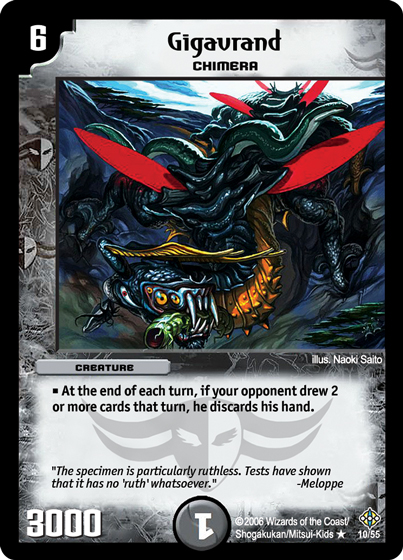 6
Gigavrand
CHIMERA
illus. Naoki Saito
CREATURE
▪ At the end of each turn, if your opponent drew 2
or more cards that turn, he discards his hand.
"The specimen is particularly ruthless. Tests have shown
that it has no 'ruth' whatsoever." -Meloppe
3000
1
©2006 Wizards of the Coast/
Shogakukan/Mitsui-Kids ★ 10/55